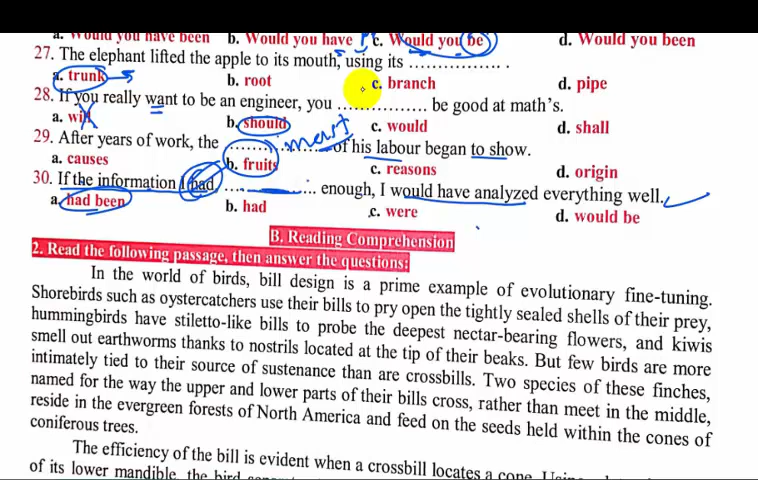 a. Would you have been b. Would you have c. Would you be d. Would you been
27. The elephant lifted the apple to its mouth, using its ..................
a. trunk b. root c. branch d. pipe
28. If you really want to be an engineer, you ................ be good at math's.
a. will b. should c. would d. shall
must
29. After years of work, the .................. of his labour began to show.
a. causes b. fruits c. reasons d. origin
30. If the information I had .................. enough, I would have analyzed everything well.
a. had been b. had c. were d. would be
B. Reading Comprehension
2. Read the following passage, then answer the questions:
In the world of birds, bill design is a prime example of evolutionary fine-tuning.
Shorebirds such as oystercatchers use their bills to pry open the tightly sealed shells of their prey,
hummingbirds have stiletto-like bills to probe the deepest nectar-bearing flowers, and kiwis
smell out earthworms thanks to nostrils located at the tip of their beaks. But few birds are more
intimately tied to their source of sustenance than are crossbills. Two species of these finches,
named for the way the upper and lower parts of their bills cross, rather than meet in the middle,
reside in the evergreen forests of North America and feed on the seeds held within the cones of
coniferous trees.
The efficiency of the bill is evident when a crossbill locates a cone. Using
of its lower mandible, the bird